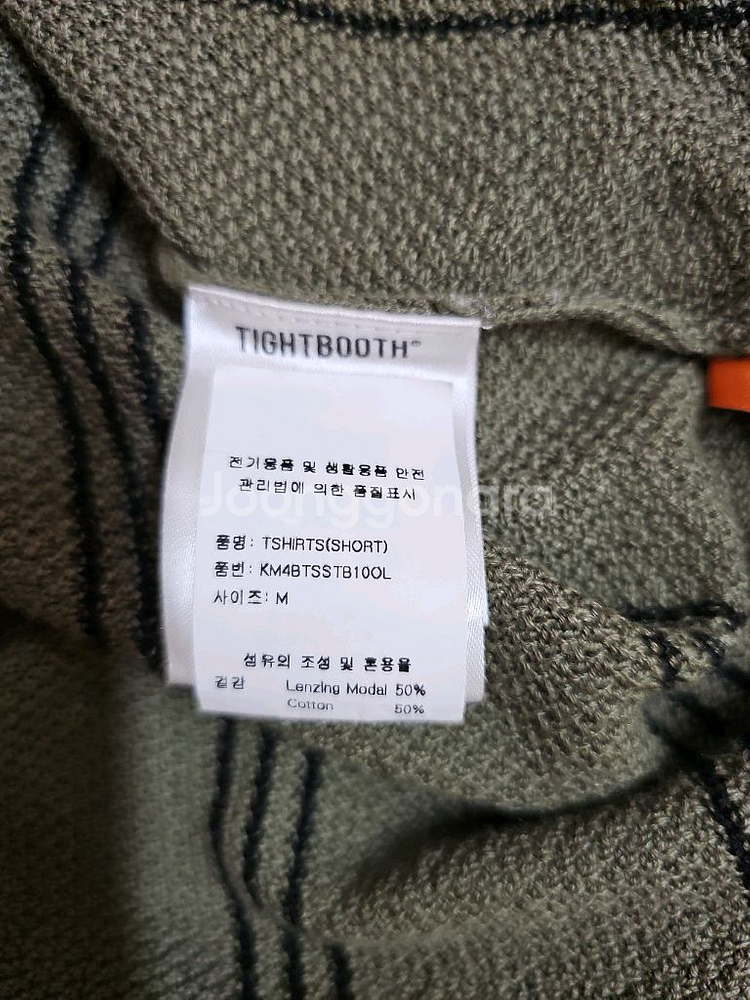 TIGHTBOOTH®
전기용품 및 생활용품 안전
관리법에 의한 품질표시
Joonggonara
품명: TSHIRTS(SHORT)
품번: KM4BTSSTB100L
사이즈: M
섬유의 조성 및 혼용율
겉감 Lenzing Modal 50%
Cotton 50%